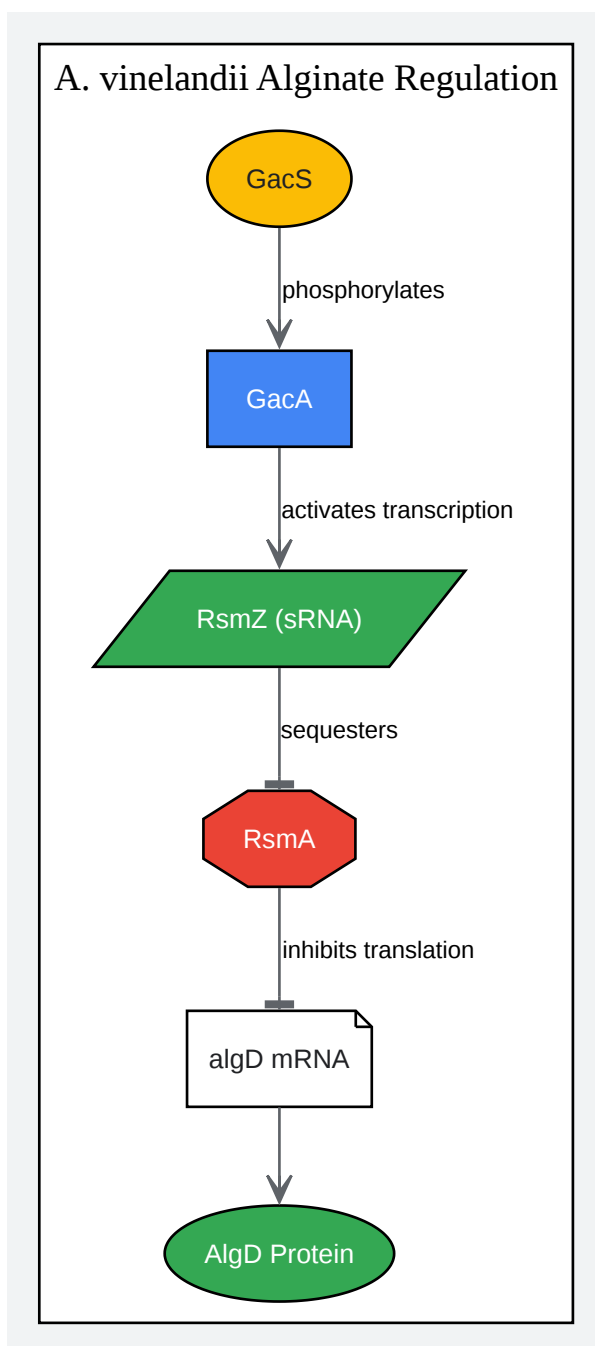 A. vinelandii Alginate Regulation
GacS
phosphorylates
GacA
activates transcription
RsmZ (sRNA)
sequesters
RsmA
inhibits translation
algD mRNA
AlgD Protein